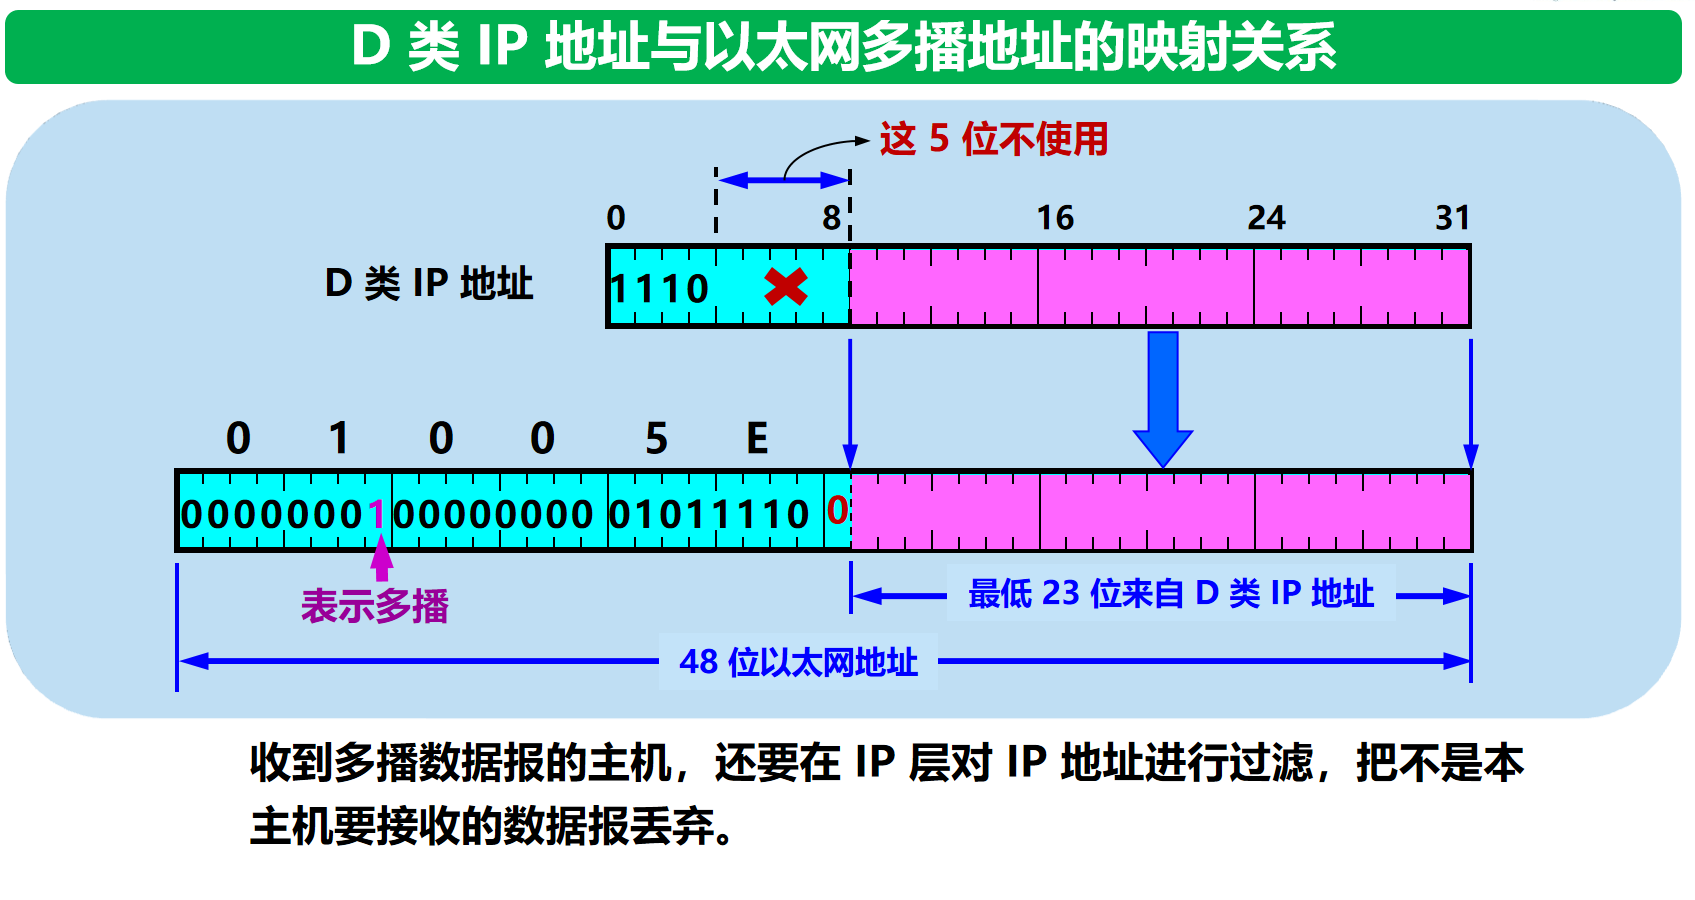 D 类 IP 地址与以太网多播地址的映射关系
这 5 位不使用
0 8 16 24 31
D 类 IP 地址
1110
0 1 0 0 5 E
00000001 00000000 01011110 0
表示多播
最低 23 位来自 D 类 IP 地址
48 位以太网地址
收到多播数据报的主机，还要在 IP 层对 IP 地址进行过滤，把不是本
主机要接收的数据报丢弃。